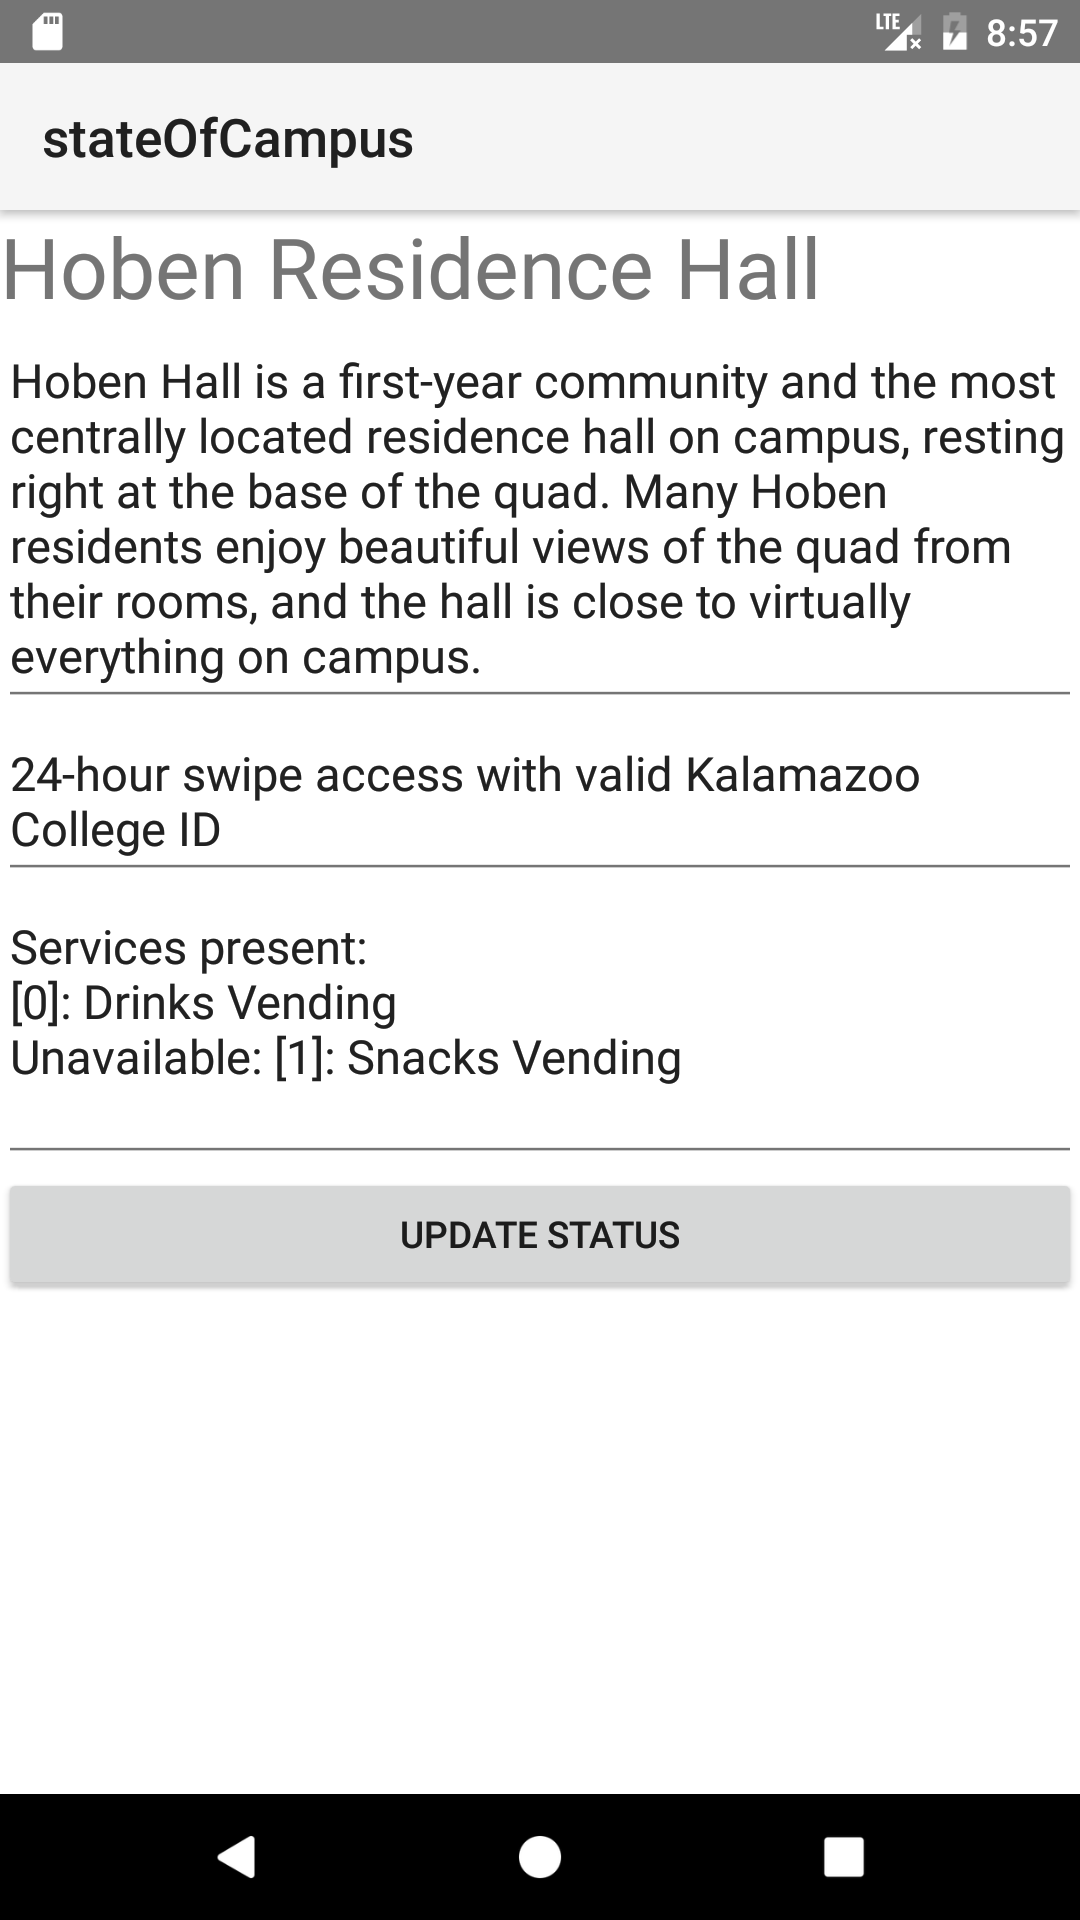 LTE 8:57
stateOfCampus
Hoben Residence Hall
Hoben Hall is a first-year community and the most
centrally located residence hall on campus, resting
right at the base of the quad. Many Hoben
residents enjoy beautiful views of the quad from
their rooms, and the hall is close to virtually
everything on campus.
24-hour swipe access with valid Kalamazoo
College ID
Services present:
[0]: Drinks Vending
Unavailable: [1]: Snacks Vending
UPDATE STATUS